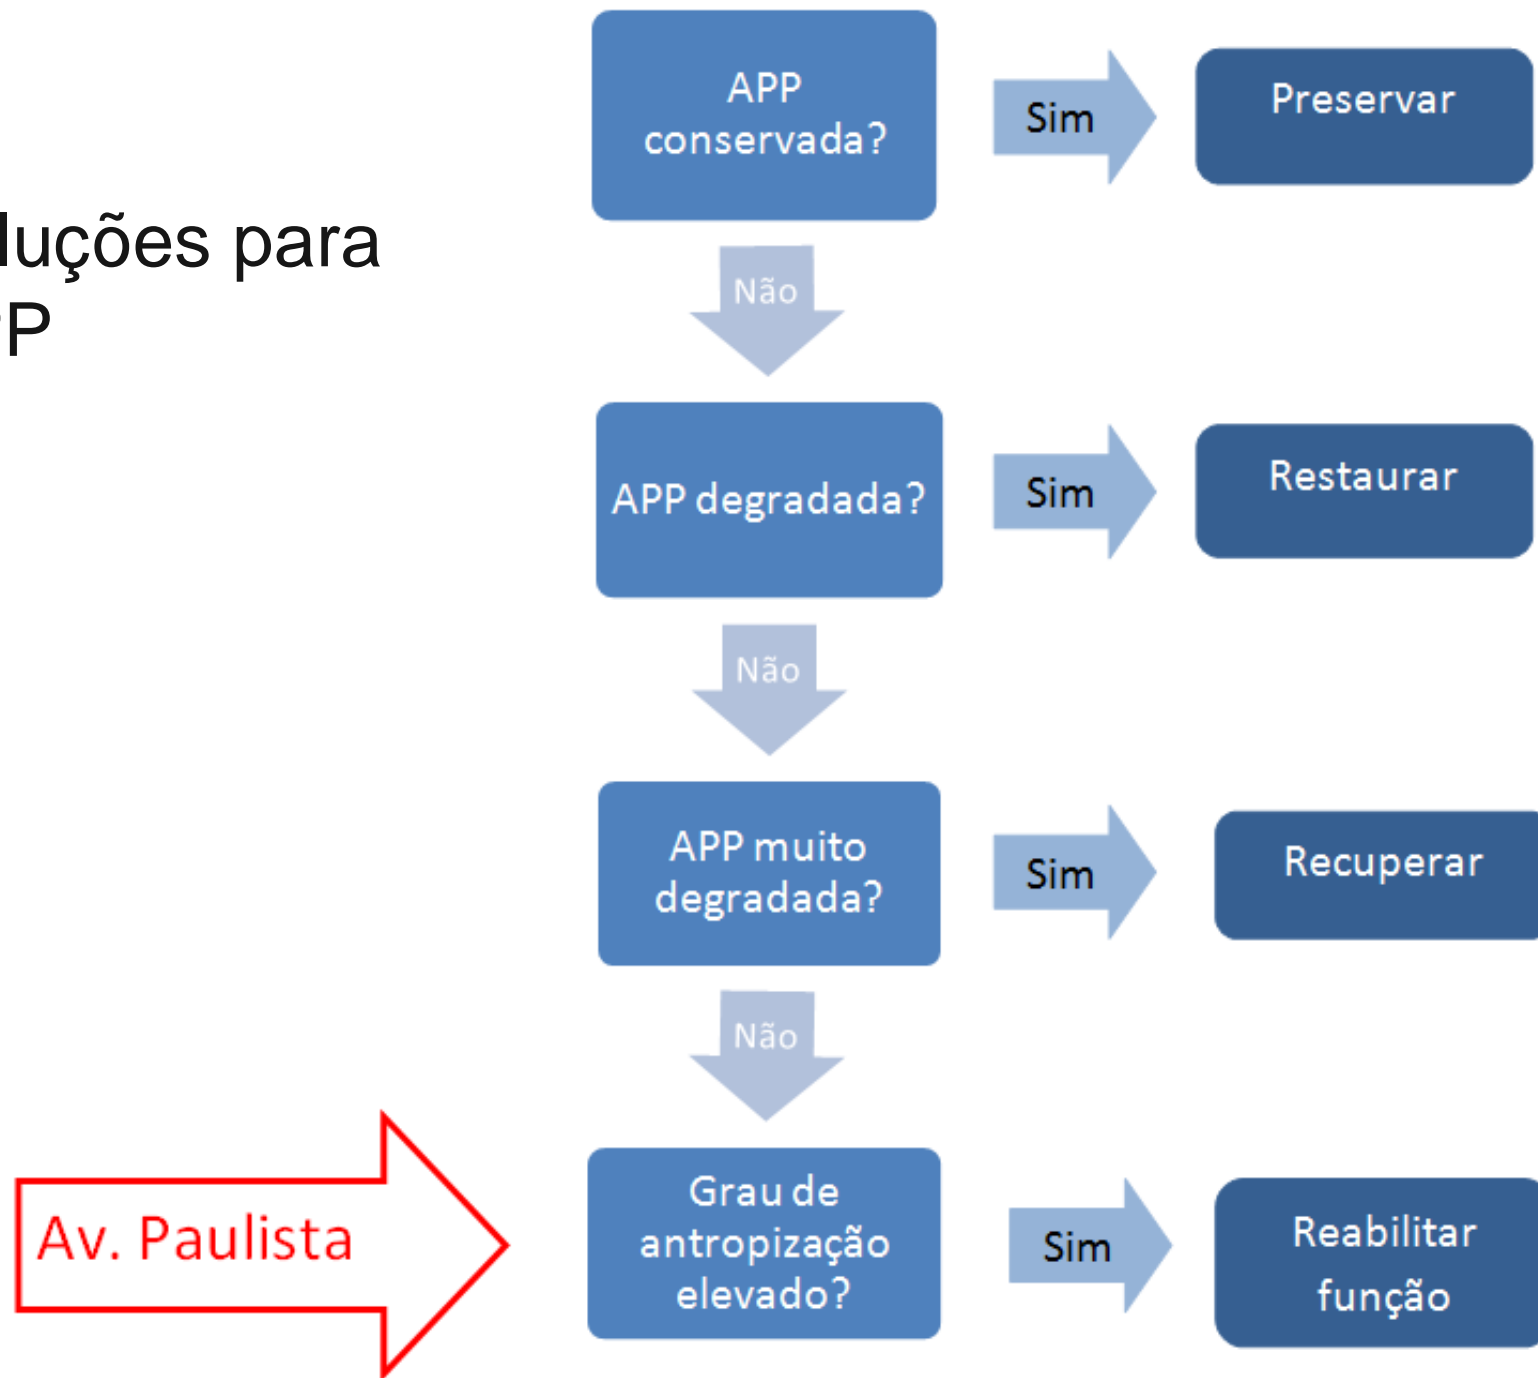 luções para
P
APP
conservada?
Sim
Preservar
Não
APP degradada?
Sim
Restaurar
Não
APP muito
degradada?
Sim
Recuperar
Não
Av. Paulista
Grau de
antropização
elevado?
Sim
Reabilitar
função